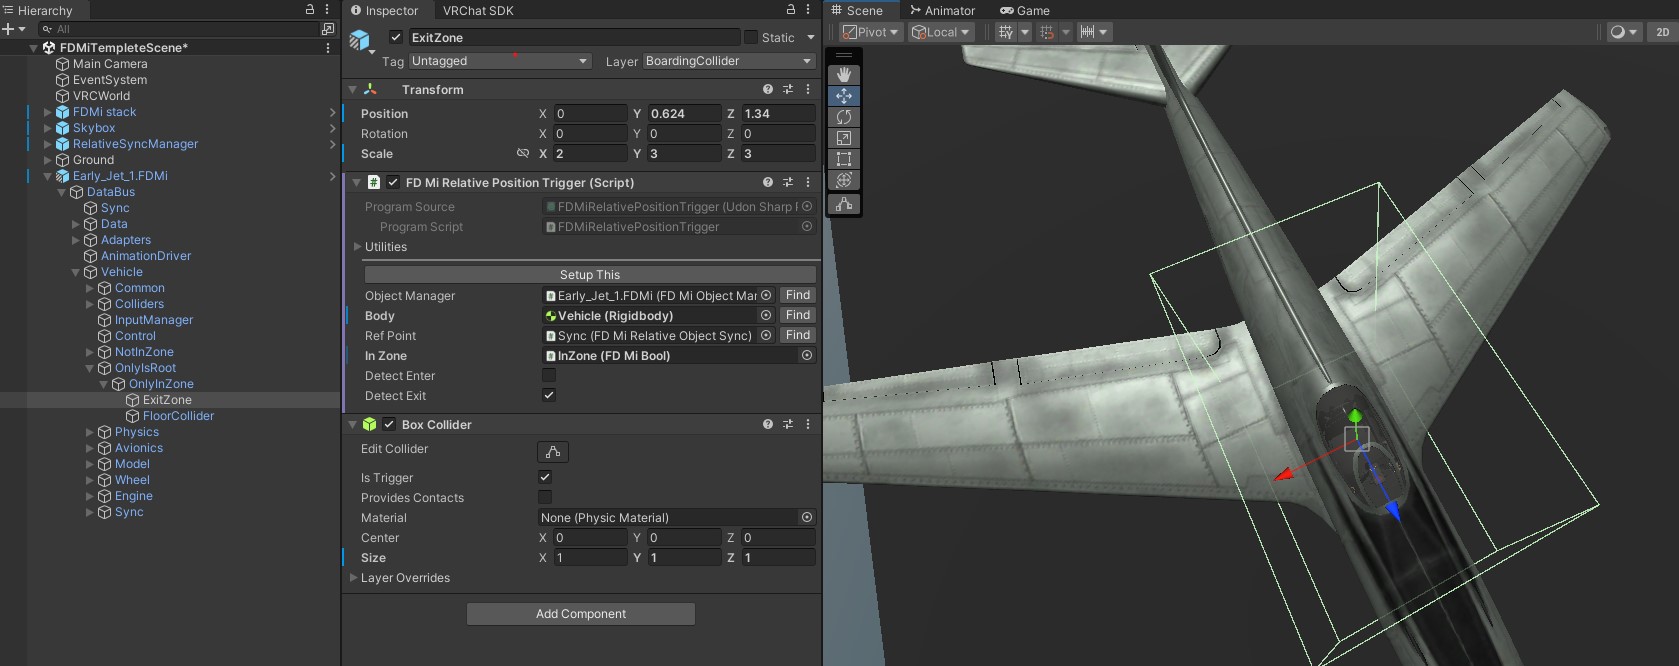 Hierarchy
All
FDMiTempleteScene*
Main Camera
EventSystem
VRCWorld
FDMi stack
Skybox
RelativeSyncManager
Ground
Early_Jet_1.FDMi
DataBus
Sync
Data
Adapters
AnimationDriver
Vehicle
Common
Colliders
InputManager
Control
NotInZone
OnlyIsRoot
OnlyInZone
ExitZone
FloorCollider
Physics
Avionics
Model
Wheel
Engine
Sync
Inspector VRChat SDK
ExitZone Static
Tag Untagged Layer BoardingCollider
Transform
Position X 0 Y 0.624 Z 1.34
Rotation X 0 Y 0 Z 0
Scale X 2 Y 3 Z 3
# FD Mi Relative Position Trigger (Script)
Program Source FDMiRelativePositionTrigger (Udon Sharp
Program Script FDMiRelativePositionTrigger
Utilities
Setup This
Object Manager Early_Jet_1.FDMi (FD Mi Object Mar Find
Body Vehicle (Rigidbody) Find
Ref Point Sync (FD Mi Relative Object Sync) Find
In Zone InZone (FD Mi Bool)
Detect Enter
Detect Exit
Box Collider
Edit Collider
Is Trigger
Provides Contacts
Material None (Physic Material)
Center X 0 Y 0 Z 0
Size X 1 Y 1 Z 1
Layer Overrides
Add Component
Scene Animator Game
Pivot Local 2D